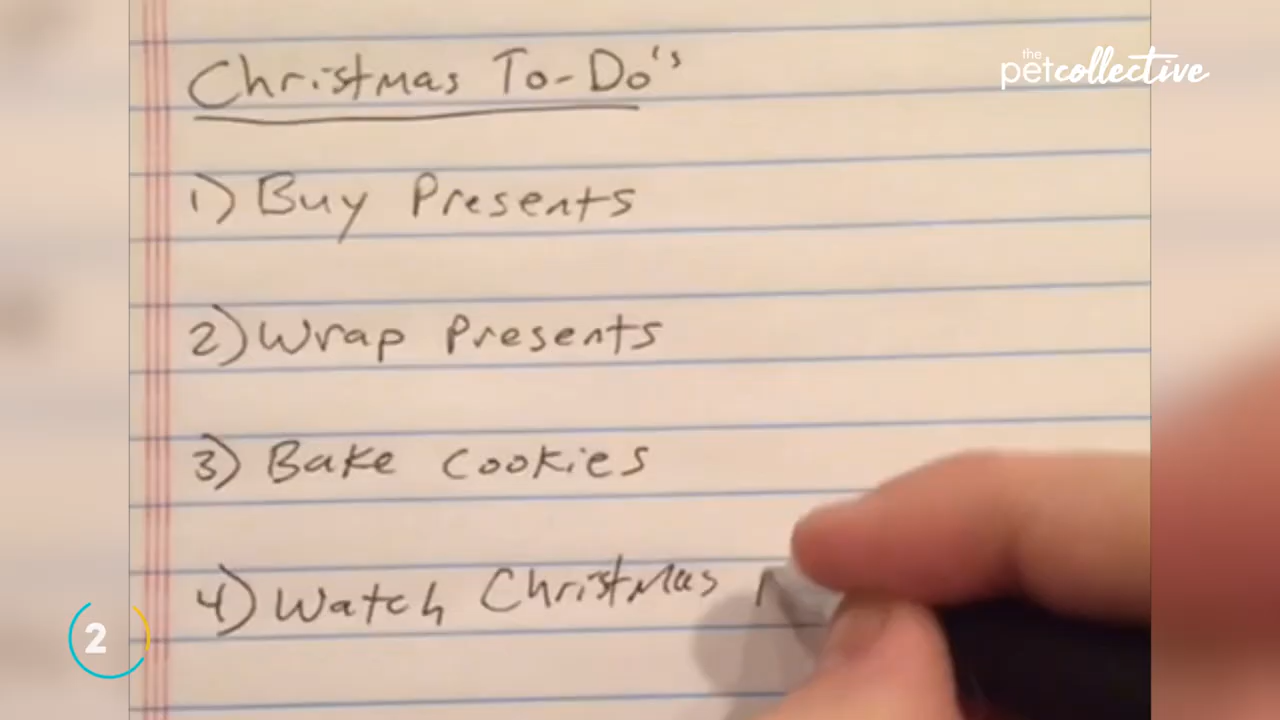 Christmas To-Do's
the
petcollective
1) Buy Presents
2) Wrap Presents
3) Bake Cookies
4) Watch Christmas
2